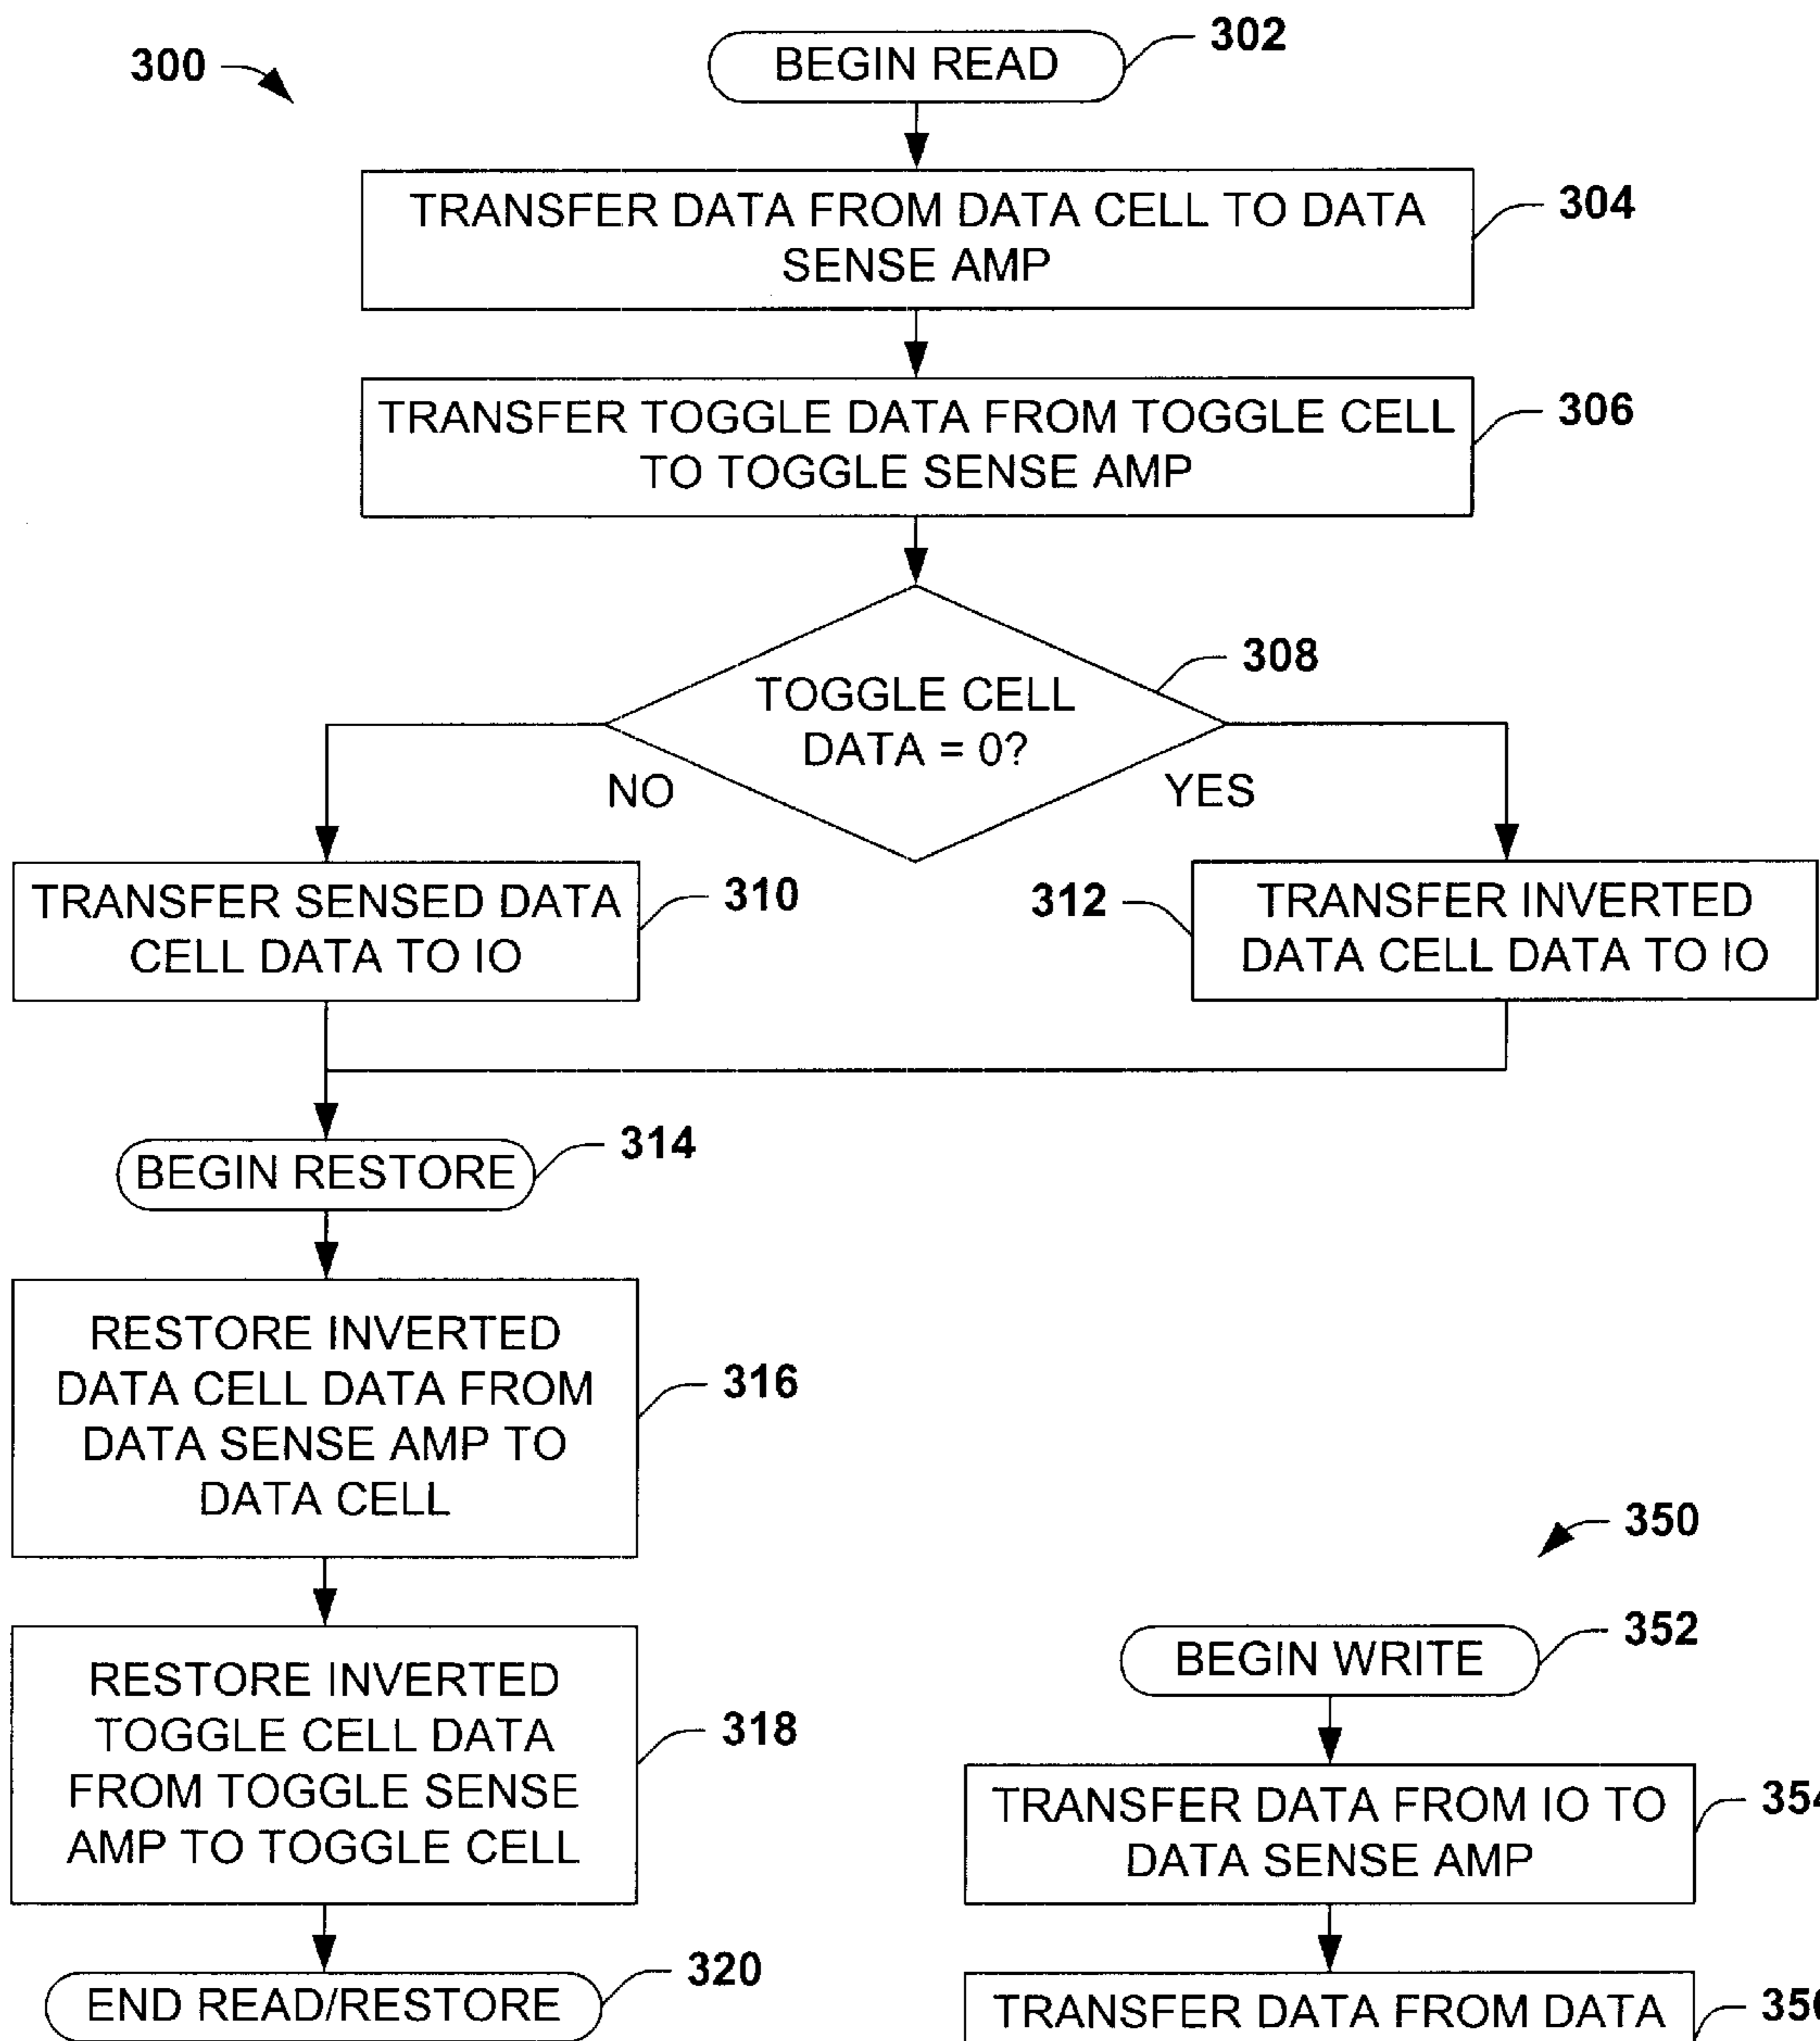 300
BEGIN READ
302
TRANSFER DATA FROM DATA CELL TO DATA
SENSE AMP
304
TRANSFER TOGGLE DATA FROM TOGGLE CELL
TO TOGGLE SENSE AMP
306
TOGGLE CELL
DATA = 0?
308
NO
YES
TRANSFER SENSED DATA
CELL DATA TO IO
310
312
TRANSFER INVERTED
DATA CELL DATA TO IO
BEGIN RESTORE
314
RESTORE INVERTED
DATA CELL DATA FROM
DATA SENSE AMP TO
DATA CELL
316
RESTORE INVERTED
TOGGLE CELL DATA
FROM TOGGLE SENSE
AMP TO TOGGLE CELL
318
END READ/RESTORE
320
350
BEGIN WRITE
352
TRANSFER DATA FROM IO TO
DATA SENSE AMP
354
TRANSFER DATA FROM DATA
356